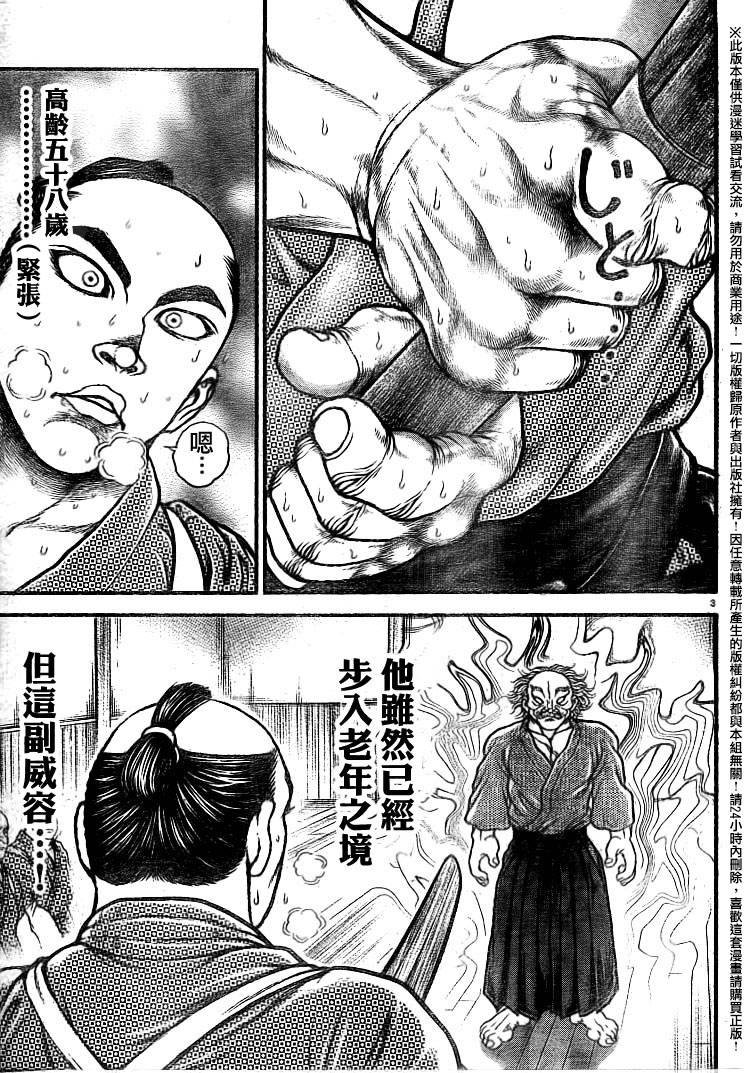 じと……
高齡五十八歲
………………(緊張)
嗯…
3
他雖然已經
步入老年之境
但這副威容…!
※此版本僅供漫迷學習試看交流，請勿用於商業用途！一切版權歸原作者與出版社擁有！因任意轉載所產生的版權糾紛都與本組無關！請24小時內刪除，喜歡這套漫畫請購買正版！